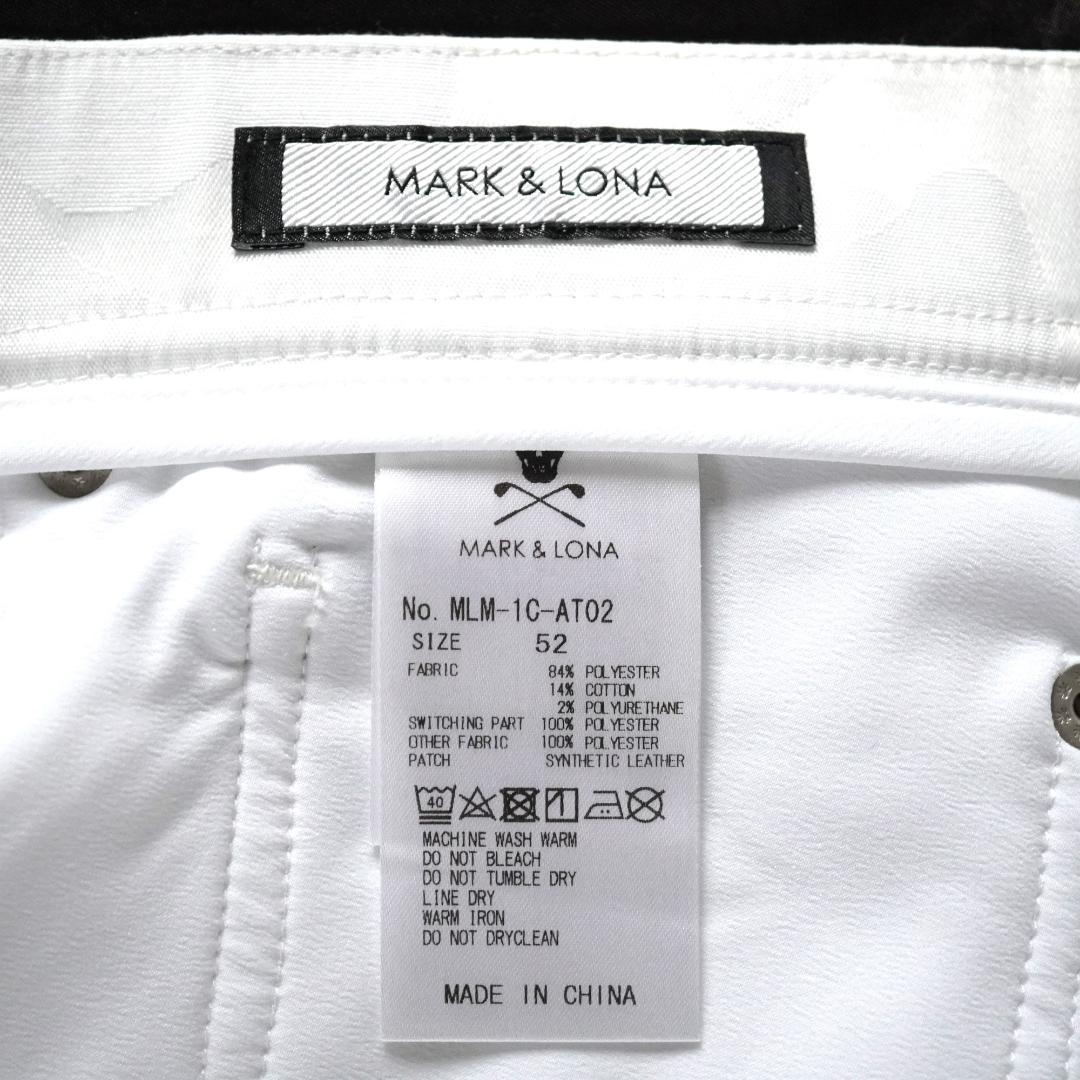 MARK & LONA
MARK & LONA
No. MLM-1C-AT02
SIZE 52
FABRIC 84% POLYESTER
14% COTTON
2% POLYURETHANE
SWITCHING PART 100% POLYESTER
OTHER FABRIC 100% POLYESTER
PATCH SYNTHETIC LEATHER
40
MACHINE WASH WARM
DO NOT BLEACH
DO NOT TUMBLE DRY
LINE DRY
WARM IRON
DO NOT DRYCLEAN
MADE IN CHINA